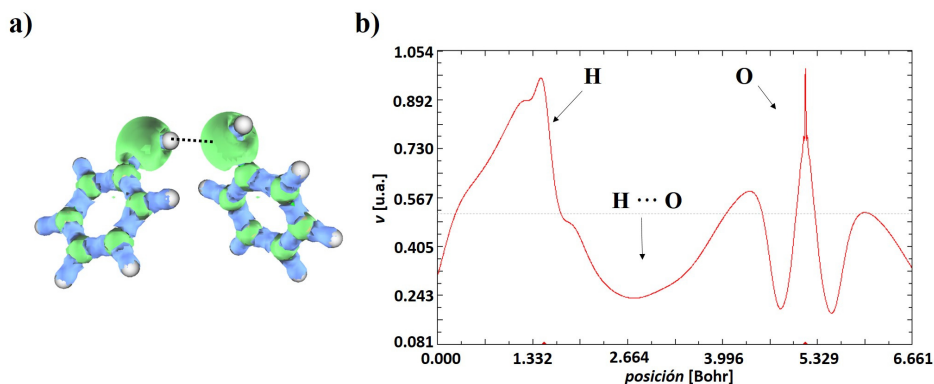 a)
b)
1.054
0.892
0.730
0.567
0.405
0.243
0.081
v [u.a.]
H
O
H ··· O
0.000 1.332 2.664 3.996 5.329 6.661
posición [Bohr]